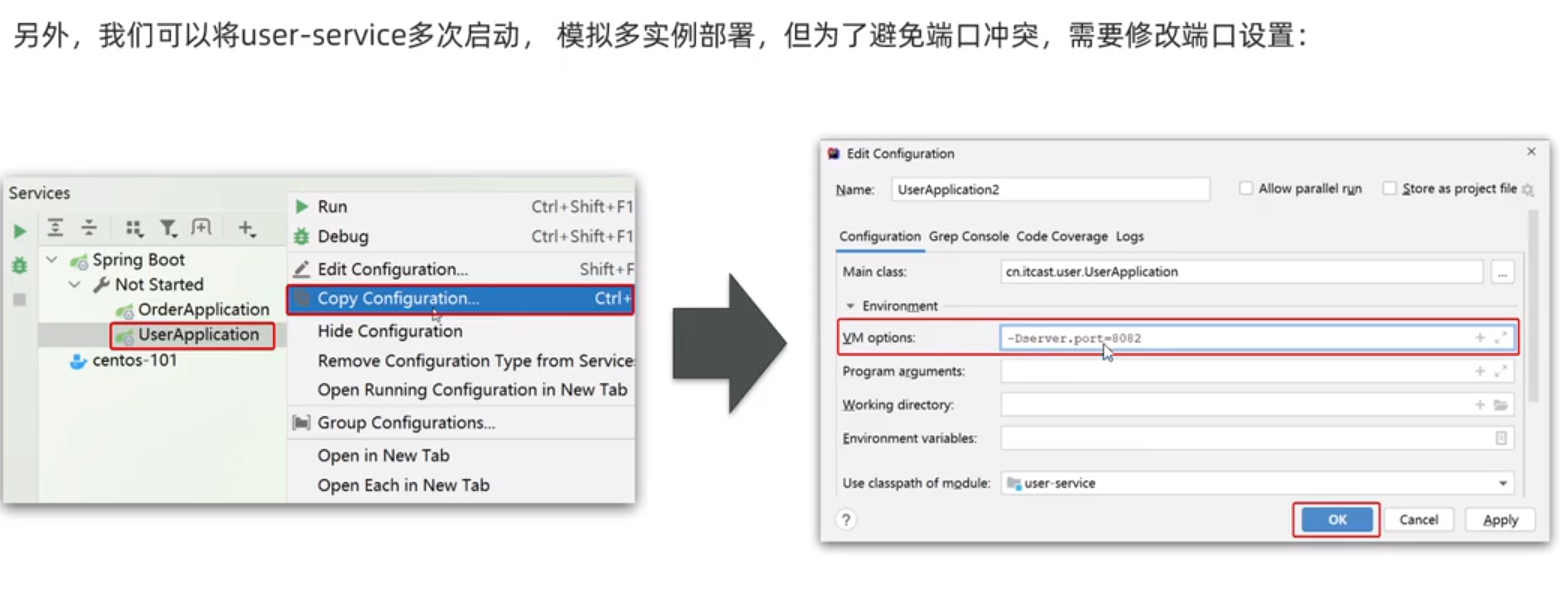 另外，我们可以将user-service多次启动， 模拟多实例部署，但为了避免端口冲突，需要修改端口设置：
Services
Spring Boot
Not Started
OrderApplication
UserApplication
centos-101
Run Ctrl+Shift+F1
Debug Ctrl+Shift+F1
Edit Configuration... Shift+F
Copy Configuration... Ctrl+
Hide Configuration
Remove Configuration Type from Service
Open Running Configuration in New Tab
Group Configurations...
Open in New Tab
Open Each in New Tab
Edit Configuration
Name: UserApplication2 Allow parallel run Store as project file
Configuration Grep Console Code Coverage Logs
Main class: cn.itcast.user.UserApplication ...
Environment
VM options: -Dserver.port=8082
Program arguments:
Working directory:
Environment variables:
Use classpath of module: user-service
? OK Cancel Apply